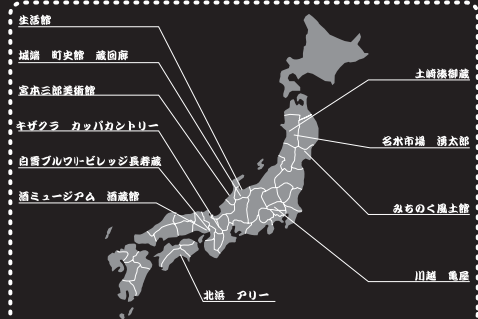 生活館
城端　町史館　蔵回廊
宮本三郎美術館
キザクラ　カッパカントリー
白雪ブルワリービレッジ長寿蔵
酒ミュージアム　酒蔵館
土崎湊御蔵
名水市場　湧太郎
みちのく風土館
川越　亀屋
北浜　アリー